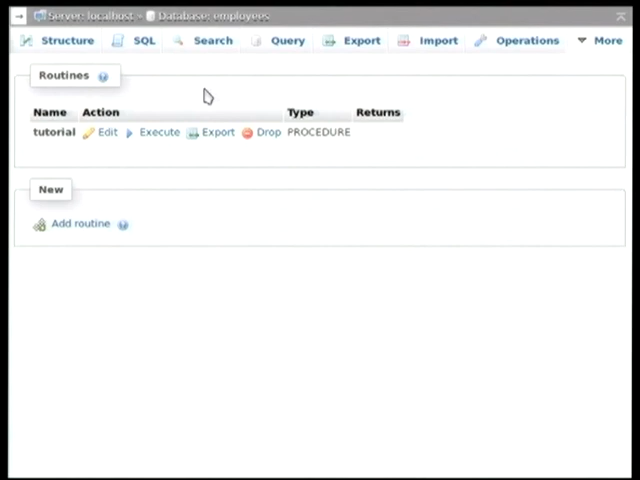 Server: localhost » Database: employees
Structure SQL Search Query Export Import Operations More
Routines
Name Action Type Returns
tutorial Edit Execute Export Drop PROCEDURE
New
Add routine